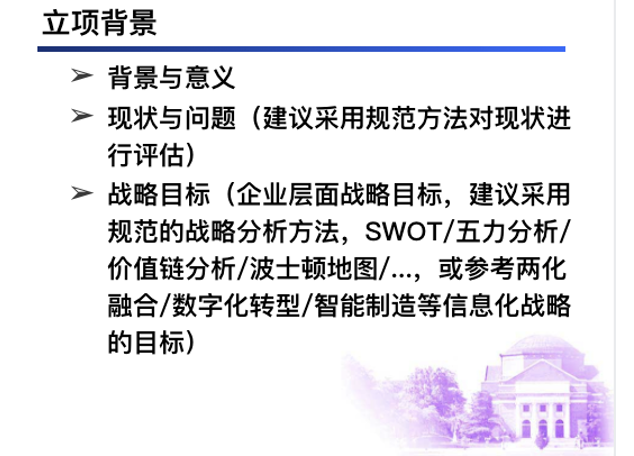 立项背景
➢ 背景与意义
➢ 现状与问题（建议采用规范方法对现状进
行评估）
➢ 战略目标（企业层面战略目标，建议采用
规范的战略分析方法，SWOT/五力分析/
价值链分析/波士顿地图/...，或参考两化
融合/数字化转型/智能制造等信息化战略
的目标）